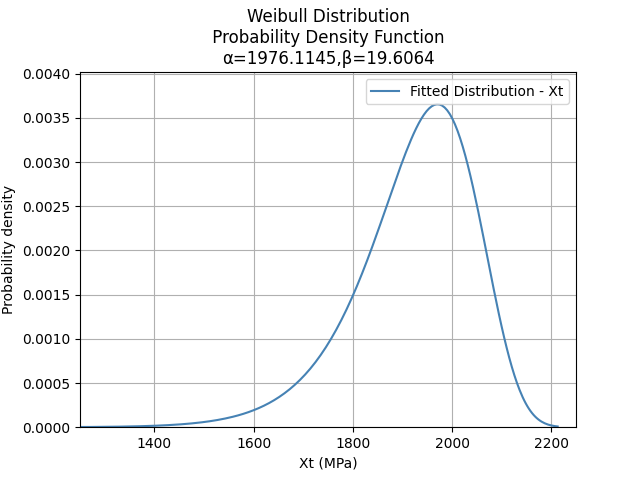 Weibull Distribution
Probability Density Function
α=1976.1145,β=19.6064
0.0040
0.0035
0.0030
0.0025
0.0020
0.0015
0.0010
0.0005
0.0000
Probability density
Fitted Distribution - Xt
1400 1600 1800 2000 2200
Xt (MPa)